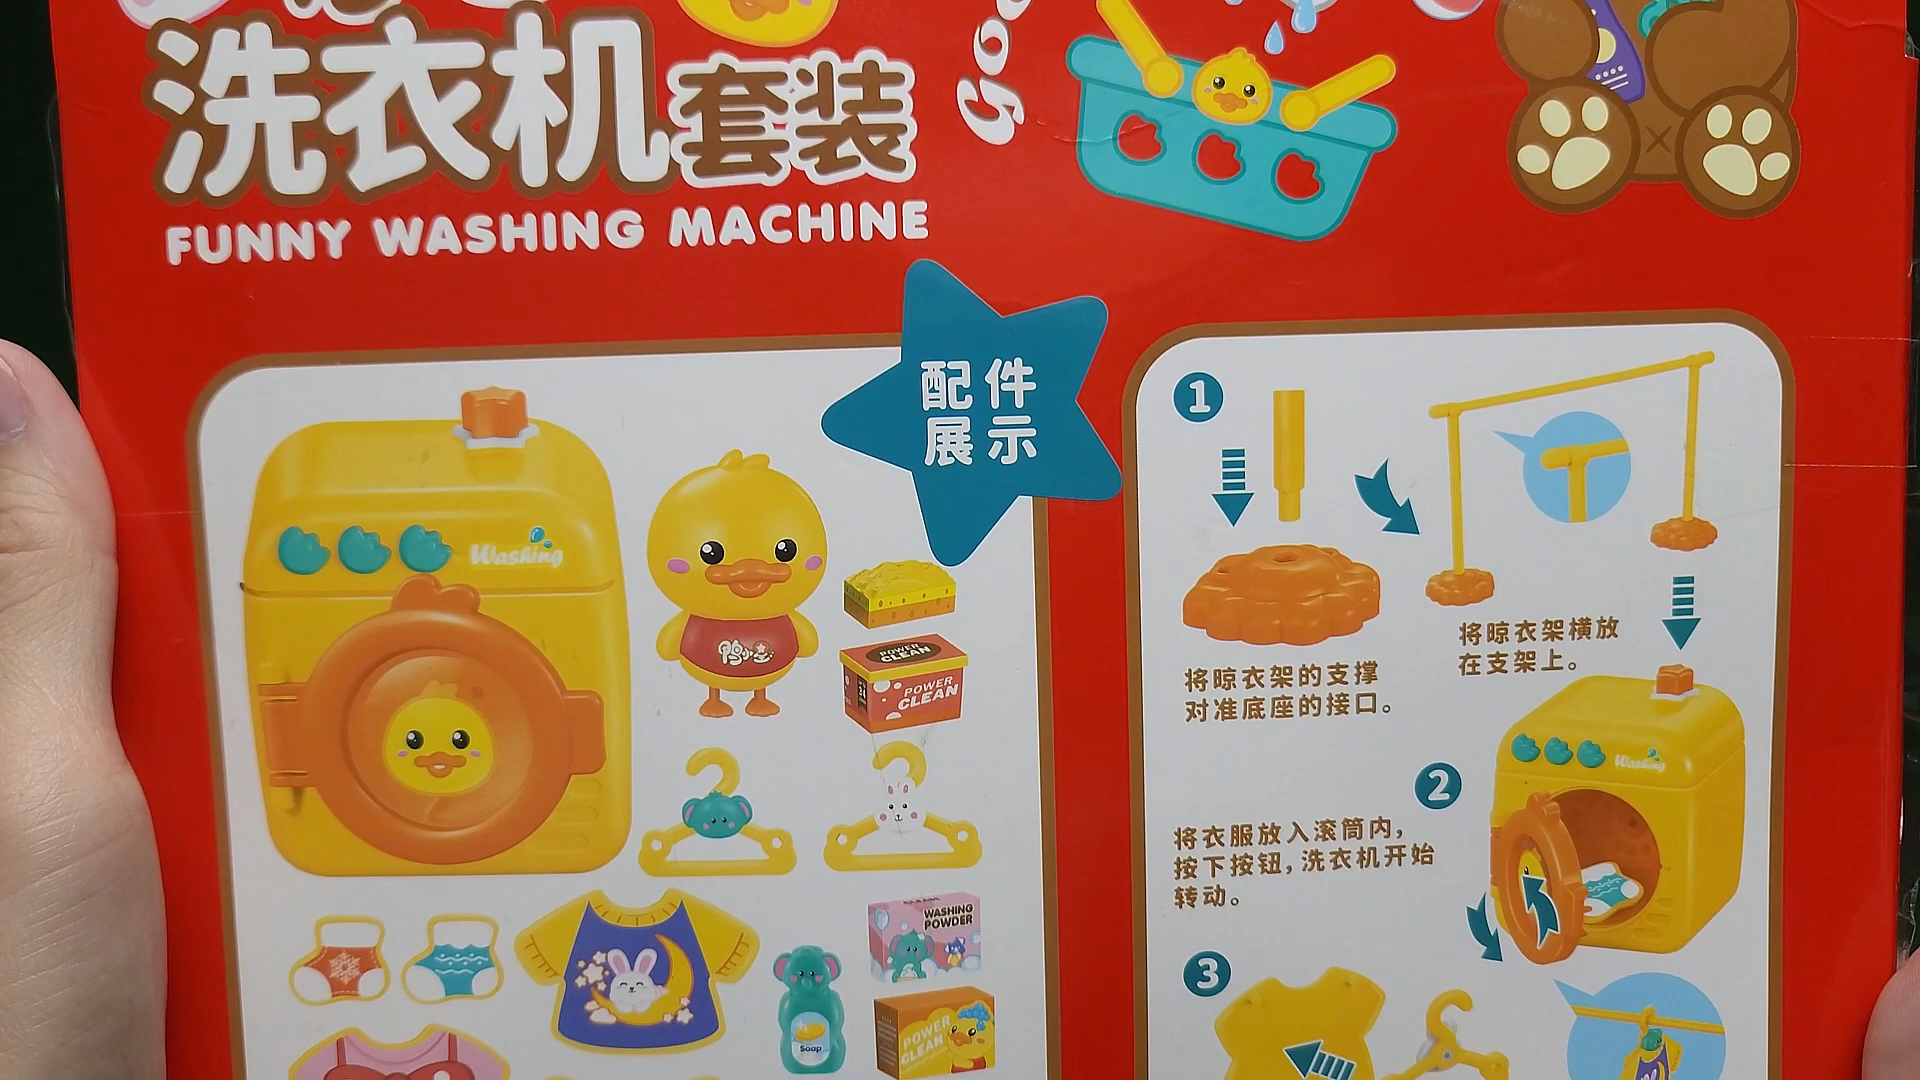 洗衣机套装
FUNNY WASHING MACHINE
配件
展示
Washing
POWER
CLEAN
POWER
CLEAN
WASHING
POWDER
Soap
POWER
CLEAN
1
将晾衣架的支撑
对准底座的接口。
将晾衣架横放
在支架上。
2
将衣服放入滚筒内，
按下按钮，洗衣机开始
转动。
Washing
3